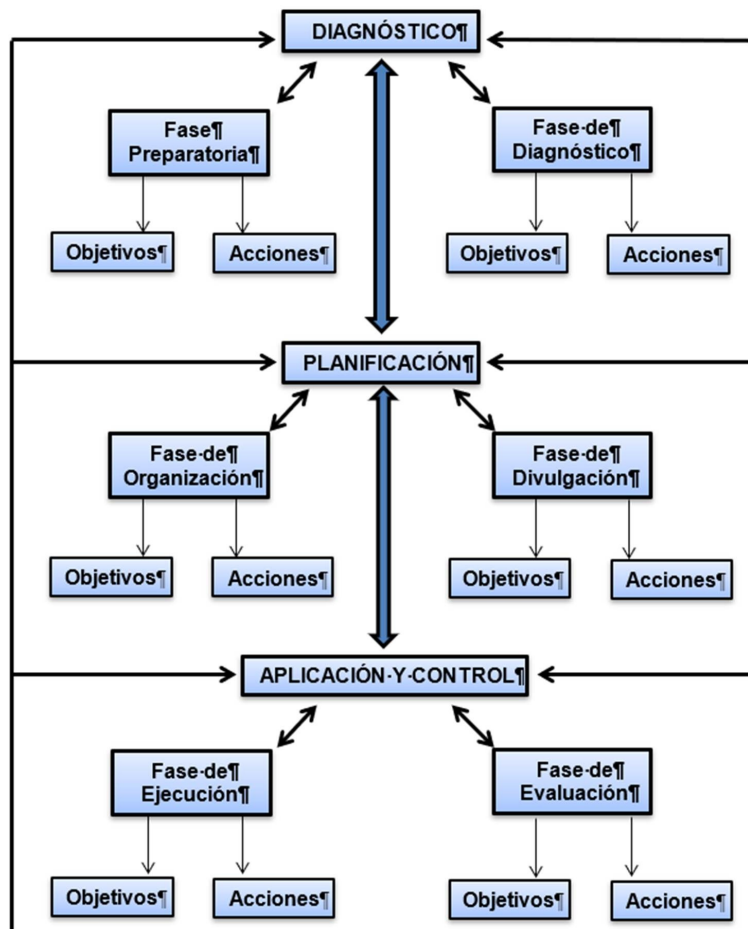 DIAGNÓSTICO¶
Fase¶
Preparatoria¶
Fase·de¶
Diagnóstico¶
Objetivos¶
Acciones¶
Objetivos¶
Acciones¶
PLANIFICACIÓN¶
Fase·de¶
Organización¶
Fase·de¶
Divulgación¶
Objetivos¶
Acciones¶
Objetivos¶
Acciones¶
APLICACIÓN·Y·CONTROL¶
Fase·de¶
Ejecución¶
Fase·de¶
Evaluación¶
Objetivos¶
Acciones¶
Objetivos¶
Acciones¶